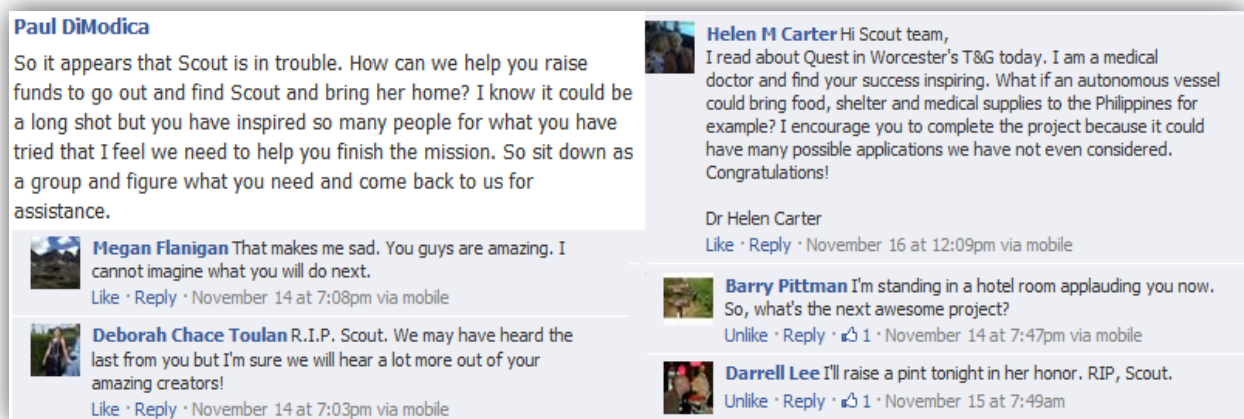 Paul DiModica
So it appears that Scout is in trouble. How can we help you raise
funds to go out and find Scout and bring her home? I know it could be
a long shot but you have inspired so many people for what you have
tried that I feel we need to help you finish the mission. So sit down as
a group and figure what you need and come back to us for
assistance.
Megan Flanigan That makes me sad. You guys are amazing. I
cannot imagine what you will do next.
Like · Reply · November 14 at 7:08pm via mobile
Deborah Chace Toulan R.I.P. Scout. We may have heard the
last from you but I'm sure we will hear a lot more out of your
amazing creators!
Like · Reply · November 14 at 7:03pm via mobile
Helen M Carter Hi Scout team,
I read about Quest in Worcester's T&G today. I am a medical
doctor and find your success inspiring. What if an autonomous vessel
could bring food, shelter and medical supplies to the Philippines for
example? I encourage you to complete the project because it could
have many possible applications we have not even considered.
Congratulations!
Dr Helen Carter
Like · Reply · November 16 at 12:09pm via mobile
Barry Pittman I'm standing in a hotel room applauding you now.
So, what's the next awesome project?
Unlike · Reply · 1 · November 14 at 7:47pm via mobile
Darrell Lee I'll raise a pint tonight in her honor. RIP, Scout.
Unlike · Reply · 1 · November 15 at 7:49am